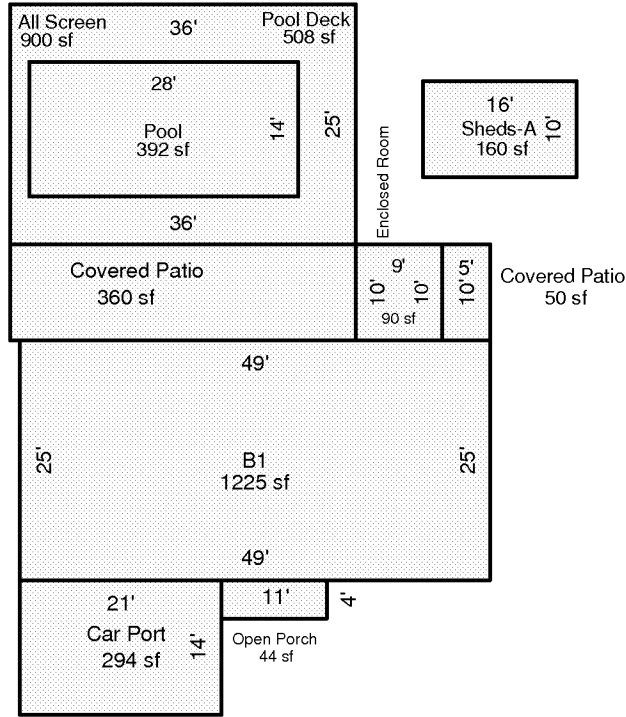 All Screen
900 sf
36'
Pool Deck
508 sf
28'
Pool
392 sf
14'
25'
36'
Enclosed Room
16'
Sheds-A
160 sf
10'
Covered Patio
360 sf
9'
10'
10'
90 sf
5'
10'
Covered Patio
50 sf
49'
25'
B1
1225 sf
25'
49'
21'
Car Port
294 sf
14'
11'
4'
Open Porch
44 sf